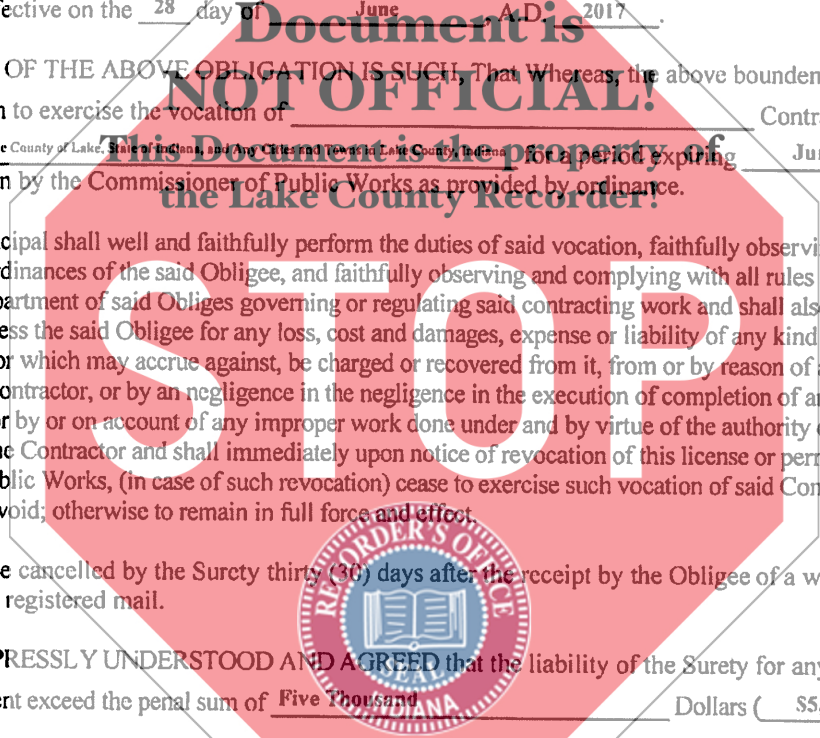 ective on the 28 day of June, A.D. 2017.
Document is
OF THE ABOVE OBLIGATION IS SUCH, That Whereas, the above bounden
NOT OFFICIAL!
n to exercise the vocation of Contra
e County of Lake, State of Indiana, and Any Cities and Towns in Lake County, Indiana for a period expiring Jun
This Document is the property of
n by the Commissioner of Public Works as provided by ordinance.
the Lake County Recorder!
cipal shall well and faithfully perform the duties of said vocation, faithfully observi
rdinances of the said Obligee, and faithfully observing and complying with all rules
partment of said Obliges governing or regulating said contracting work and shall also
ess the said Obligee for any loss, cost and damages, expense or liability of any kind
or which may accrue against, be charged or recovered from it, from or by reason of a
ontractor, or by an negligence in the negligence in the execution of completion of an
r by or on account of any improper work done under and by virtue of the authority
e Contractor and shall immediately upon notice of revocation of this license or perm
blic Works, (in case of such revocation) cease to exercise such vocation of said Con
void; otherwise to remain in full force and effect.
STOP
e cancelled by the Surety thirty (30) days after the receipt by the Obligee of a w
registered mail.
PRESSLY UNDERSTOOD AND AGREED that the liability of the Surety for any
ent exceed the penal sum of Five Thousand Dollars ( $5
RECORDER'S OFFICE
SEAL
INDIANA